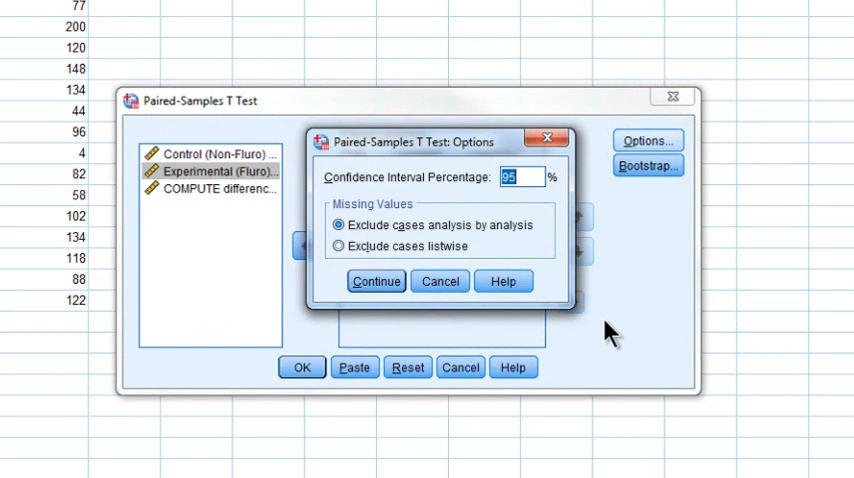 77
200
120
148
134
44
96
4
82
58
102
134
118
88
122
Paired-Samples T Test
Control (Non-Fluro) ...
Experimental (Fluro)...
COMPUTE differenc...
Options...
Bootstrap...
Paired-Samples T Test: Options
Confidence Interval Percentage: 95 %
Missing Values
Exclude cases analysis by analysis
Exclude cases listwise
Continue Cancel Help
OK Paste Reset Cancel Help